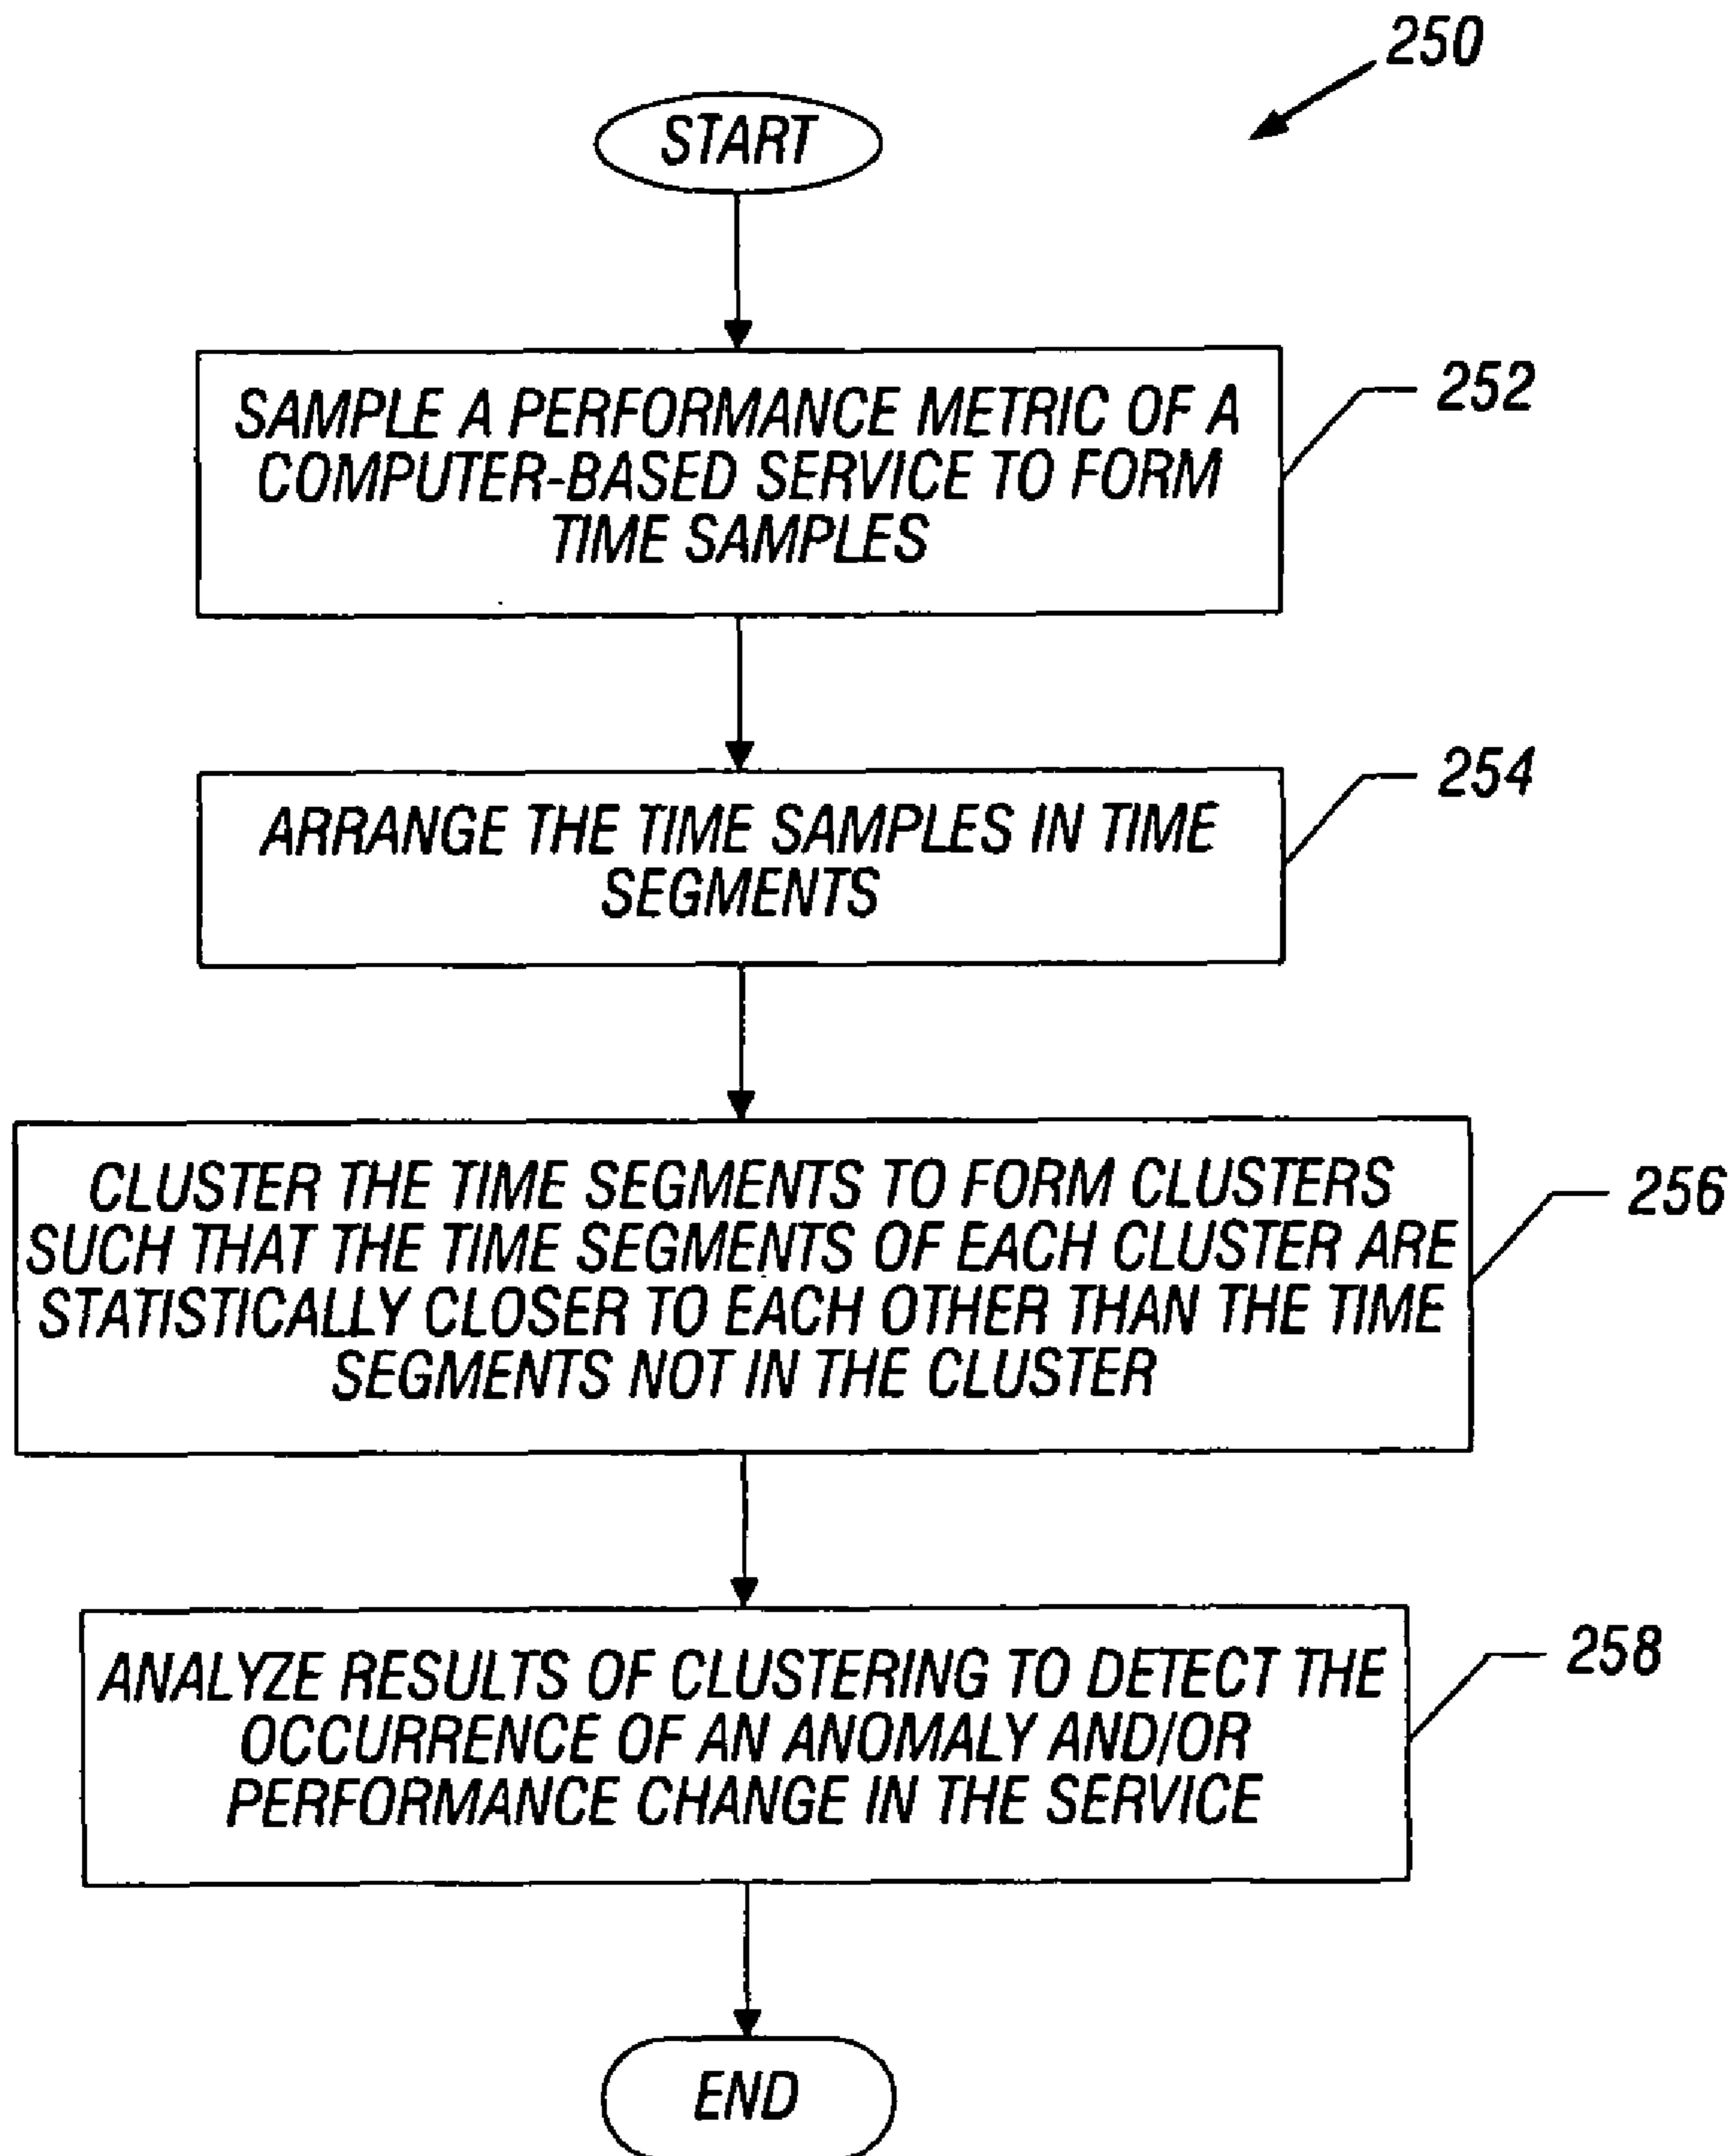 250
START
SAMPLE A PERFORMANCE METRIC OF A
COMPUTER-BASED SERVICE TO FORM
TIME SAMPLES
252
ARRANGE THE TIME SAMPLES IN TIME
SEGMENTS
254
CLUSTER THE TIME SEGMENTS TO FORM CLUSTERS
SUCH THAT THE TIME SEGMENTS OF EACH CLUSTER ARE
STATISTICALLY CLOSER TO EACH OTHER THAN THE TIME
SEGMENTS NOT IN THE CLUSTER
256
ANALYZE RESULTS OF CLUSTERING TO DETECT THE
OCCURRENCE OF AN ANOMALY AND/OR
PERFORMANCE CHANGE IN THE SERVICE
258
END